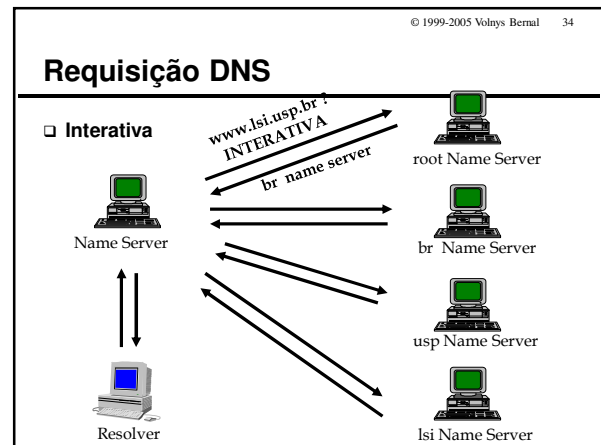 © 1999-2005 Volnys Bernal 34
Requisição DNS
❑ Interativa
www.lsi.usp.br ?
INTERATIVA
br name server
root Name Server
Name Server
br Name Server
usp Name Server
Resolver
lsi Name Server